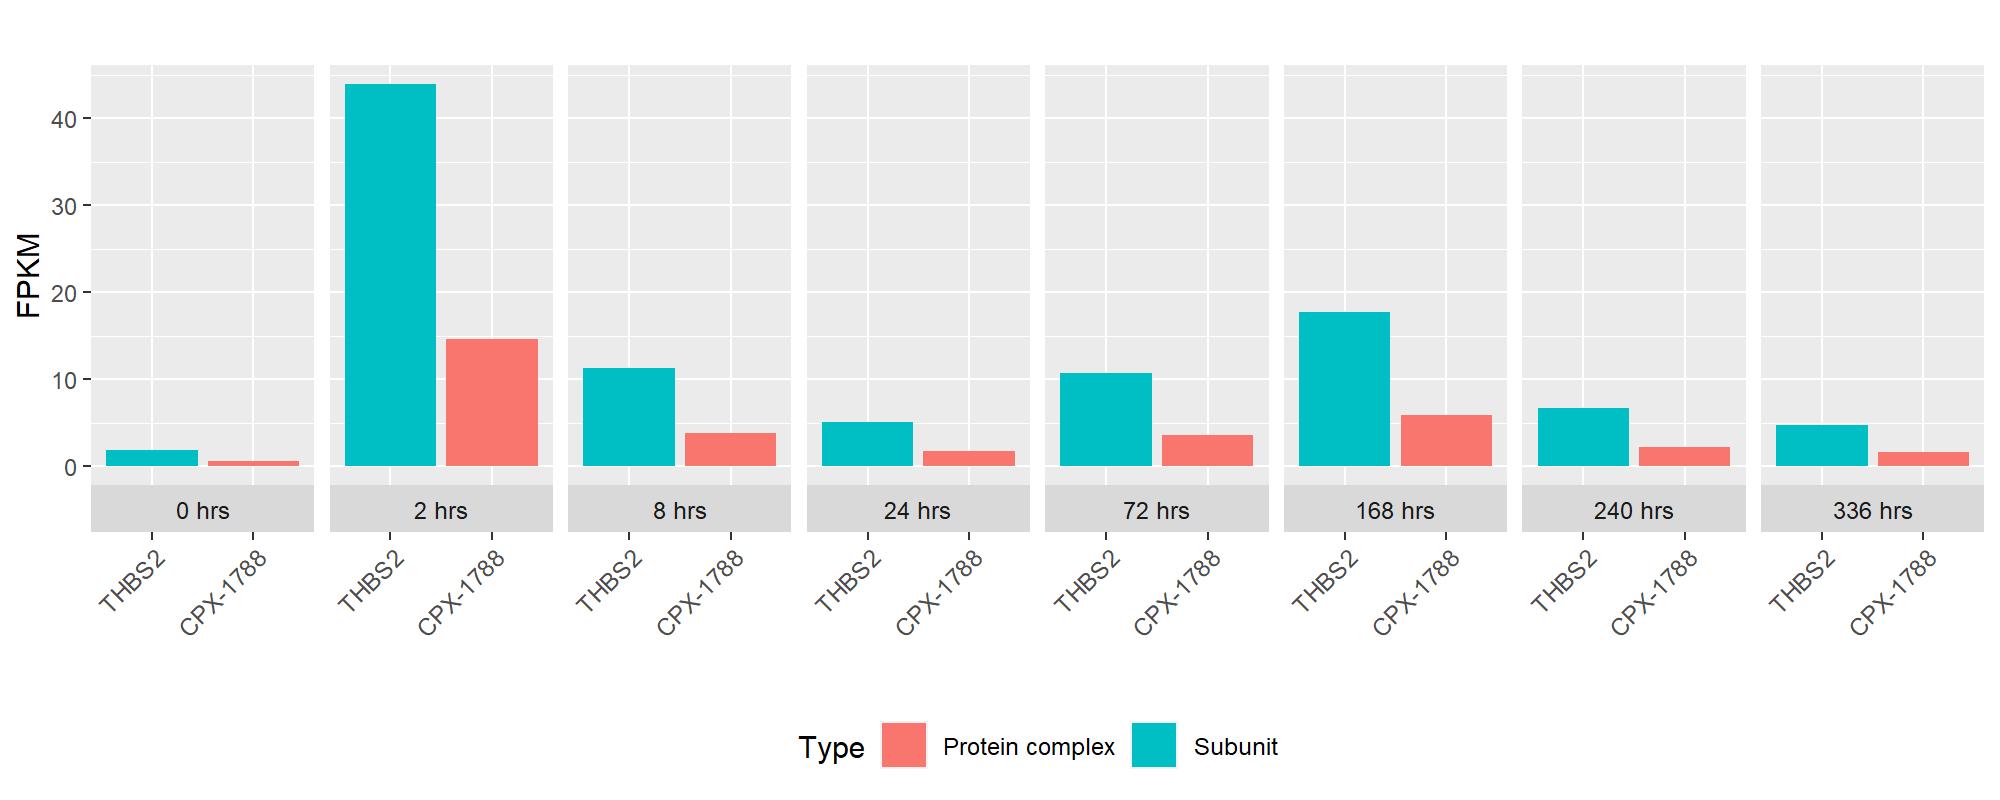 FPKM
40
30
20
10
0
0 hrs
2 hrs
8 hrs
24 hrs
72 hrs
168 hrs
240 hrs
336 hrs
THBS2
CPX-1788
THBS2
CPX-1788
THBS2
CPX-1788
THBS2
CPX-1788
THBS2
CPX-1788
THBS2
CPX-1788
THBS2
CPX-1788
THBS2
CPX-1788
Type Protein complex Subunit